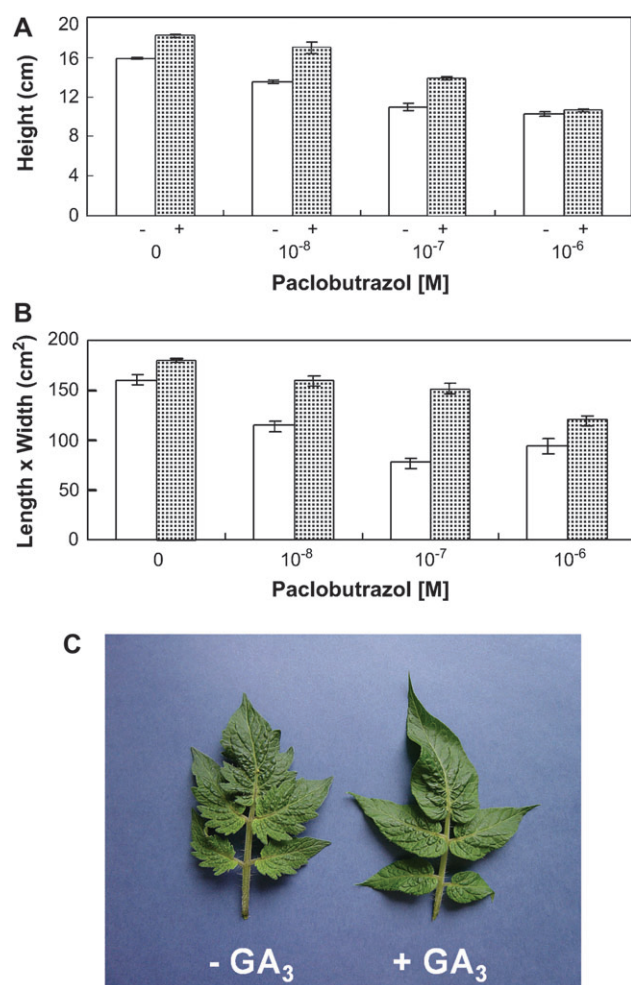 A
Height (cm)
20
16
12
8
4
0
- + - + - + - +
0 10⁻⁸ 10⁻⁷ 10⁻⁶
Paclobutrazol [M]
B
Length x Width (cm²)
200
150
100
50
0
0 10⁻⁸ 10⁻⁷ 10⁻⁶
Paclobutrazol [M]
C
- GA₃ + GA₃